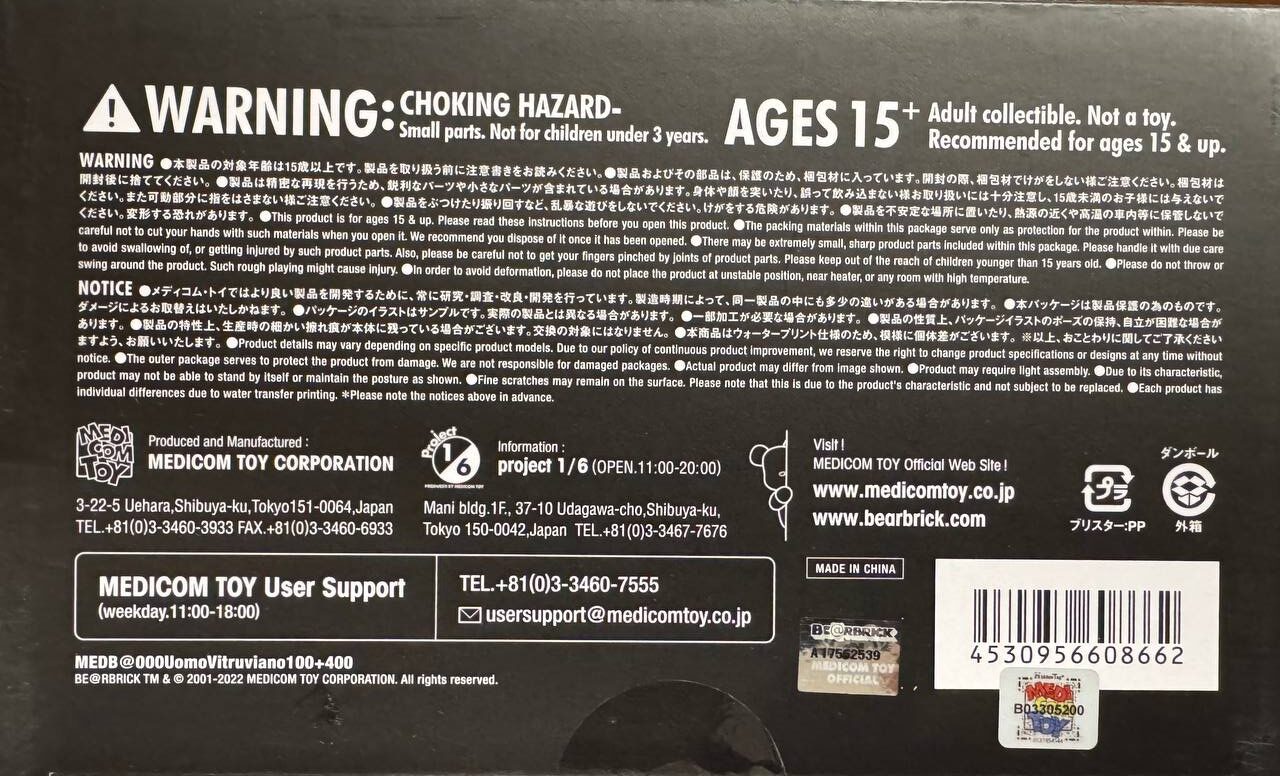 WARNING: CHOKING HAZARD-
Small parts. Not for children under 3 years.
AGES 15+ Adult collectible. Not a toy.
Recommended for ages 15 & up.
WARNING ●本製品の対象年齢は15歳以上です。製品を取り扱う前に注意書きをお読みください。●製品およびその部品は、保護のため、梱包材に入っています。開封の際、梱包材でけがをしない様ご注意ください。梱包材は
開封後に捨ててください。 ●製品は精密な再現を行うため、鋭利なパーツや小さなパーツが含まれている場合があります。身体や顔を突いたり、誤って飲み込まない様お取り扱いには十分注意し、15歳未満のお子様には与えないで
ください。また可動部分に指をはさまない様ご注意ください。 ●製品をぶつけたり振り回すなど、乱暴な遊びをしないでください。けがをする危険があります。 ●製品を不安定な場所に置いたり、熱源の近くや高温の車内等に保管しないで
ください。変形する恐れがあります。 ●This product is for ages 15 & up. Please read these instructions before you open this product. ●The packing materials within this package serve only as protection for the product within. Please be
careful not to cut your hands with such materials when you open it. We recommend you dispose of it once it has been opened. ●There may be extremely small, sharp product parts included within this package. Please handle it with due care
to avoid swallowing of, or getting injured by such product parts. Also, please be careful not to get your fingers pinched by joints of product parts. Please keep out of the reach of children younger than 15 years old. ●Please do not throw or
swing around the product. Such rough playing might cause injury. ●In order to avoid deformation, please do not place the product at unstable position, near heater, or any room with high temperature.
NOTICE ●メディコム・トイではより良い製品を開発するために、常に研究・調査・改良・開発を行っています。製造時期によって、同一製品の中にも多少の違いがある場合があります。 ●本パッケージは製品保護の為のものです。
ダメージによるお取替えはいたしかねます。 ●パッケージのイラストはサンプルです。実際の製品とは異なる場合があります。 ●一部加工が必要な場合があります。 ●製品の性質上、パッケージイラストのポーズの保持、自立が困難な場合が
あります。 ●製品の特性上、生産時の細かい擦れ痕が本体に残っている場合がございます。交換の対象にはなりません。 ●本商品はウォータープリント仕様のため、模様に個体差がございます。 ※以上、おことわりに関してご了承ください
ますよう、お願いいたします。 ●Product details may vary depending on specific product models. Due to our policy of continuous product improvement, we reserve the right to change product specifications or designs at any time without
notice. ●The outer package serves to protect the product from damage. We are not responsible for damaged packages. ●Actual product may differ from image shown. ●Product may require light assembly. ●Due to its characteristic,
product may not be able to stand by itself or maintain the posture as shown. ●Fine scratches may remain on the surface. Please note that this is due to the product's characteristic and not subject to be replaced. ●Each product has
individual differences due to water transfer printing. ＊Please note the notices above in advance.
MEDI
COM
TOY
Produced and Manufactured :
MEDICOM TOY CORPORATION
3-22-5 Uehara,Shibuya-ku,Tokyo151-0064,Japan
TEL.+81(0)3-3460-3933 FAX.+81(0)3-3460-6933
Project
1/6
PRODUCED BY MEDICOM TOY
Information :
project 1/6 (OPEN.11:00-20:00)
Mani bldg.1F, 37-10 Udagawa-cho,Shibuya-ku,
Tokyo 150-0042,Japan TEL.+81(0)3-3467-7676
Visit !
MEDICOM TOY Official Web Site !
www.medicomtoy.co.jp
www.bearbrick.com
プラ
ブリスター:PP
ダンボール
外箱
MEDICOM TOY User Support
(weekday.11:00-18:00)
TEL.+81(0)3-3460-7555
usersupport@medicomtoy.co.jp
MADE IN CHINA
BE@RBRICK
A17552539
MEDICOM TOY
OFFICIAL
4530956608662
MEDI
TOY
B03305200
MEDB@000UomoVitruviano100+400
BE@RBRICK TM & © 2001-2022 MEDICOM TOY CORPORATION. All rights reserved.